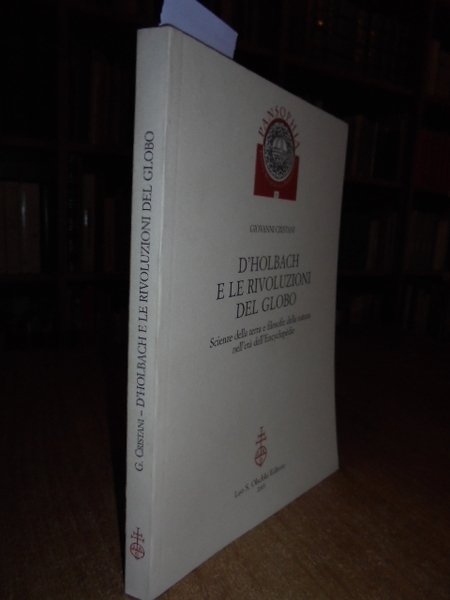 G. CRISTANI – D'HOLBACH E LE RIVOLUZIONI DEL GLOBO
PANSOPHIA
GIOVANNI CRISTANI
D'HOLBACH
E LE RIVOLUZIONI
DEL GLOBO
Scienze della terra e filosofie della natura
nell'età dell'Encyclopédie
Leo S. Olschki Editore